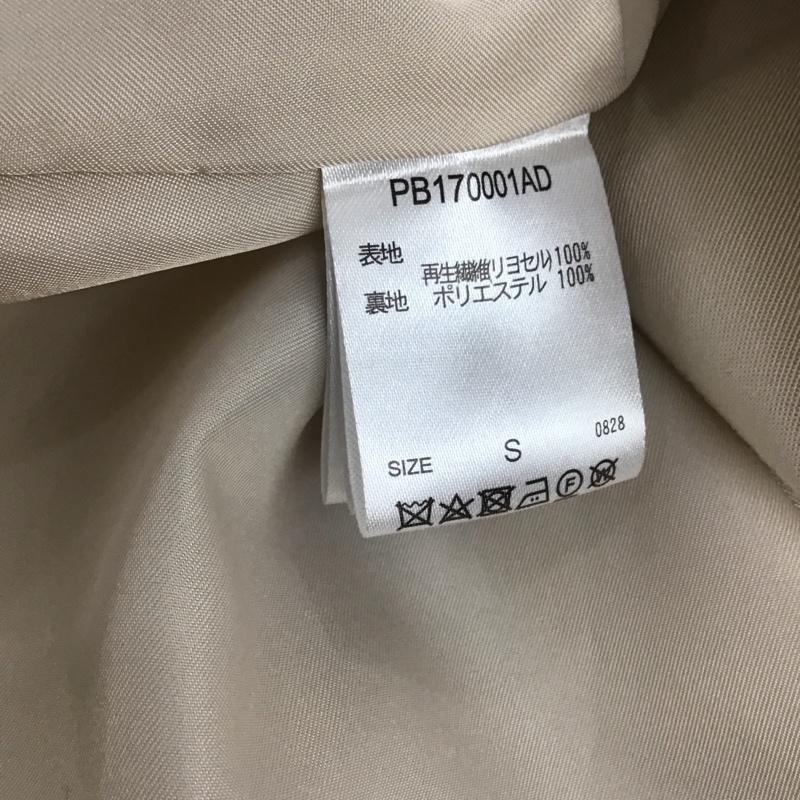 PB170001AD
表地 再生繊維(リヨセル)100%
裏地 ポリエステル 100%
0828
SIZE S
F W